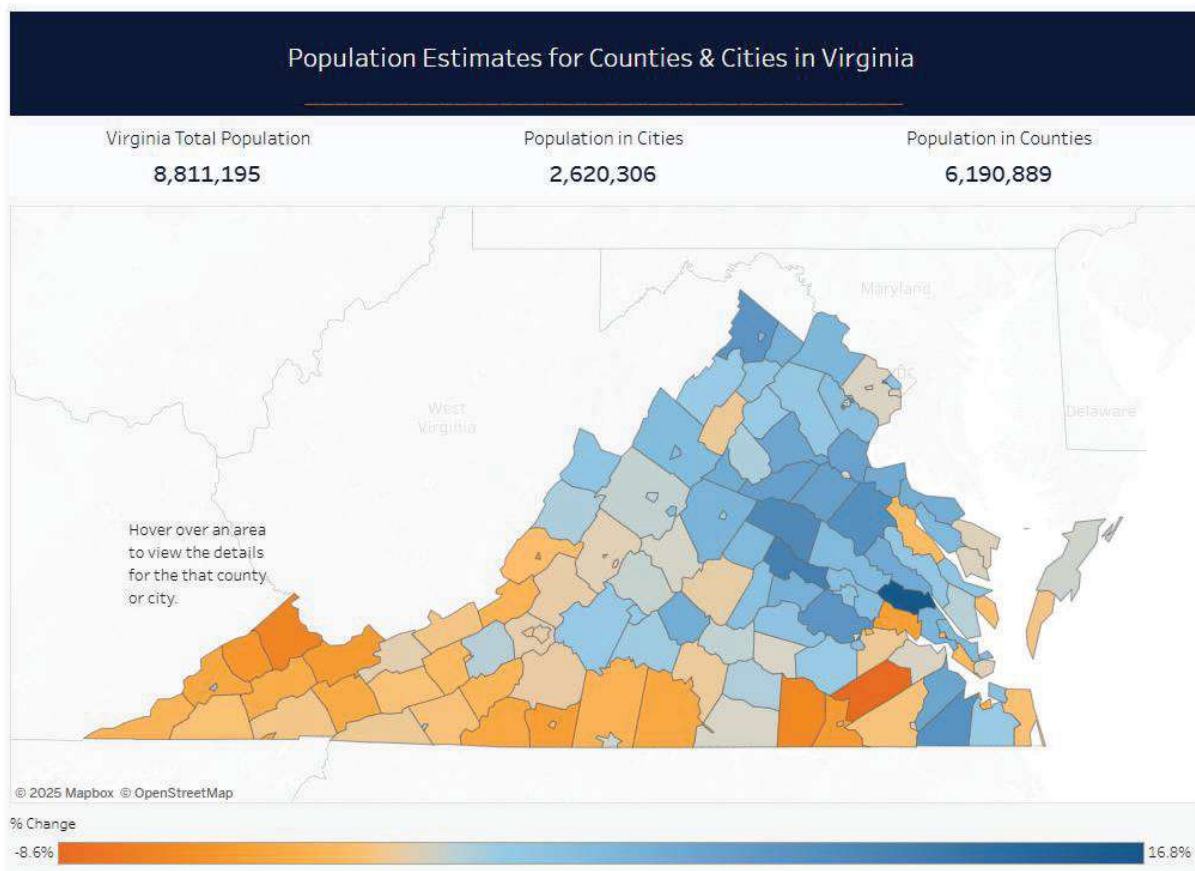 Population Estimates for Counties & Cities in Virginia
Virginia Total Population
Population in Cities
Population in Counties
8,811,195
2,620,306
6,190,889
Maryland
DC
West
Virginia
Delaware
Hover over an area
to view the details
for the that county
or city.
© 2025 Mapbox © OpenStreetMap
% Change
-8.6%
16.8%